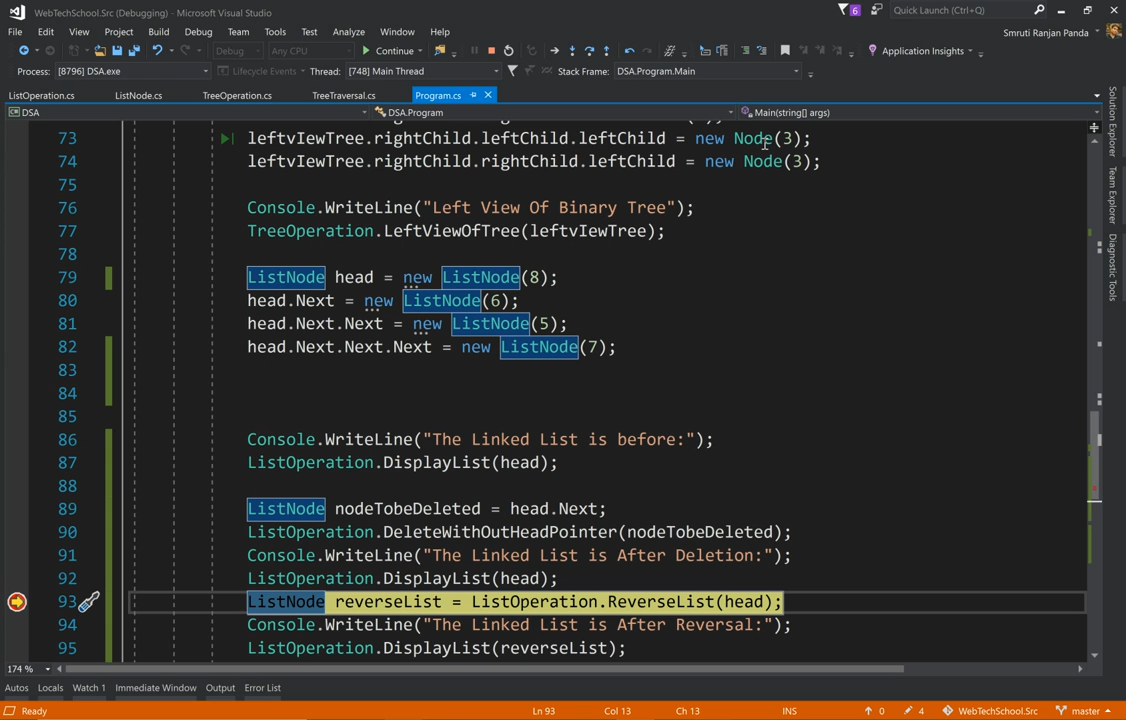 WebTechSchool.Src (Debugging) - Microsoft Visual Studio
6
Quick Launch (Ctrl+Q)
File Edit View Project Build Debug Team Tools Test Analyze Window Help
Smruti Ranjan Panda
Debug Any CPU Continue Application Insights
Process: [8796] DSA.exe Lifecycle Events Thread: [748] Main Thread Stack Frame: DSA.Program.Main
ListOperation.cs ListNode.cs TreeOperation.cs TreeTraversal.cs Program.cs
DSA DSA.Program Main(string[] args)
73 leftvIewTree.rightChild.leftChild.leftChild = new Node(3);
74 leftvIewTree.rightChild.rightChild.leftChild = new Node(3);
75
76 Console.WriteLine("Left View Of Binary Tree");
77 TreeOperation.LeftViewOfTree(leftvIewTree);
78
79 ListNode head = new ListNode(8);
80 head.Next = new ListNode(6);
81 head.Next.Next = new ListNode(5);
82 head.Next.Next.Next = new ListNode(7);
83
84
85
86 Console.WriteLine("The Linked List is before:");
87 ListOperation.DisplayList(head);
88
89 ListNode nodeTobeDeleted = head.Next;
90 ListOperation.DeleteWithOutHeadPointer(nodeTobeDeleted);
91 Console.WriteLine("The Linked List is After Deletion:");
92 ListOperation.DisplayList(head);
93 ListNode reverseList = ListOperation.ReverseList(head);
94 Console.WriteLine("The Linked List is After Reversal:");
95 ListOperation.DisplayList(reverseList);
174 %
Solution Explorer
Team Explorer
Diagnostic Tools
Autos Locals Watch 1 Immediate Window Output Error List
Ready Ln 93 Col 13 Ch 13 INS 0 4 WebTechSchool.Src master